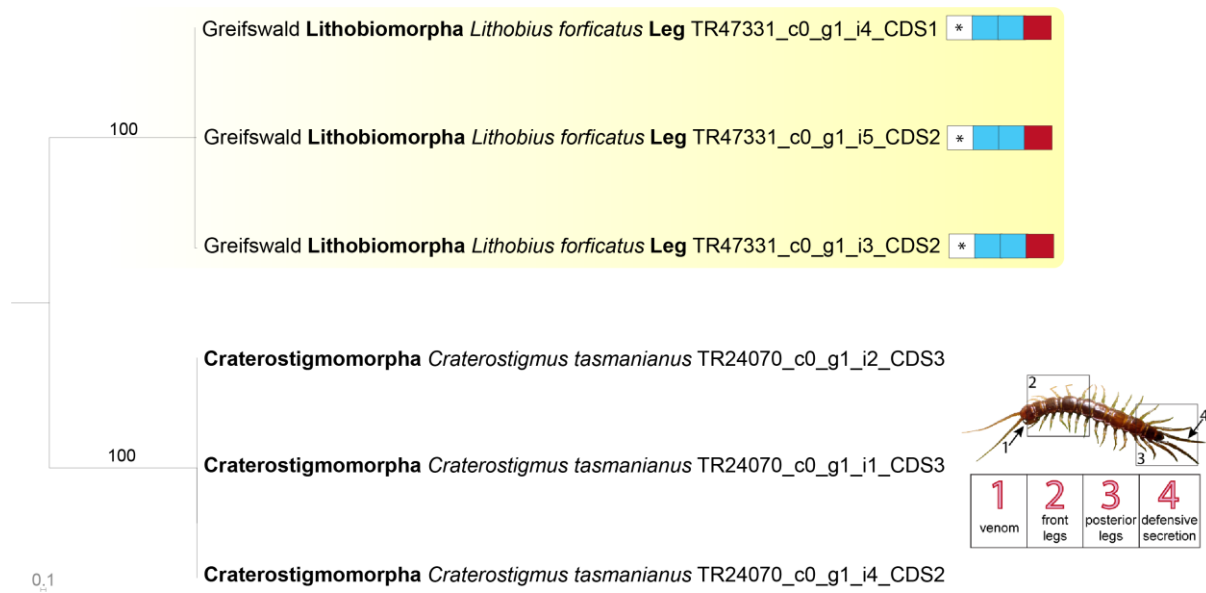 Greifswald Lithobiomorpha Lithobius forficatus Leg TR47331_c0_g1_i4_CDS1 *
100
Greifswald Lithobiomorpha Lithobius forficatus Leg TR47331_c0_g1_i5_CDS2 *
Greifswald Lithobiomorpha Lithobius forficatus Leg TR47331_c0_g1_i3_CDS2 *
Craterostigmomorpha Craterostigmus tasmanianus TR24070_c0_g1_i2_CDS3
100
Craterostigmomorpha Craterostigmus tasmanianus TR24070_c0_g1_i1_CDS3
Craterostigmomorpha Craterostigmus tasmanianus TR24070_c0_g1_i4_CDS2
0.1
2
4
1
3
1 2 3 4
venom front legs posterior legs defensive secretion